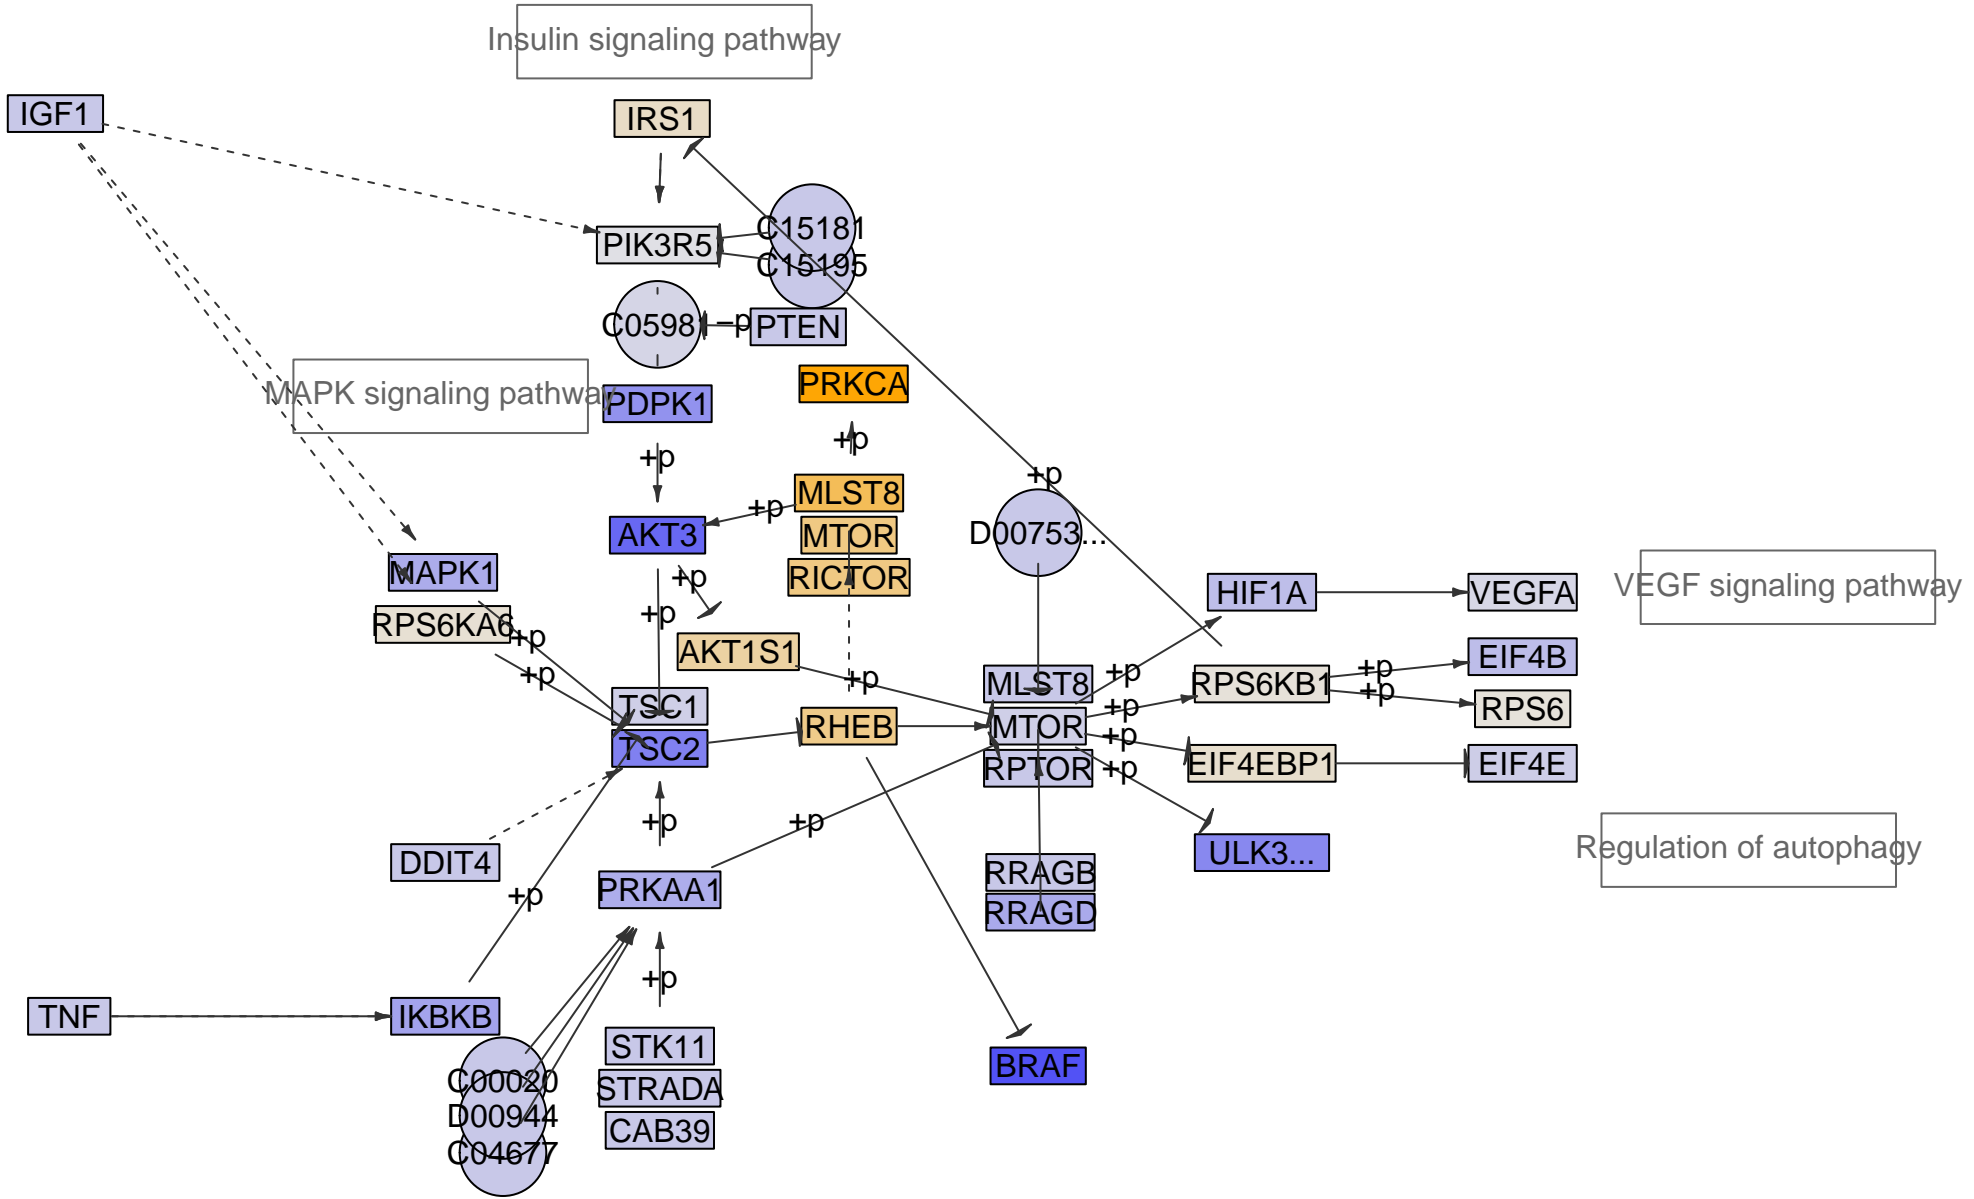 Insulin signaling pathway
IGF1
IRS1
C15181
PIK3R5
C15195
C05981
−p
PTEN
PRKCA
MAPK signaling pathway
PDPK1
+p
+p
+p
MLST8
+p
AKT3
MTOR
D00753...
MAPK1
RICTOR
+p
HIF1A
VEGFA
VEGF signaling pathway
RPS6KA6
+p
+p
AKT1S1
EIF4B
+p
+p
+p
+p
TSC1
MLST8
RPS6KB1
+p
+p
RPS6
TSC2
RHEB
MTOR
+p
RPTOR
+p
EIF4EBP1
EIF4E
+p
+p
DDIT4
RRAGB
ULK3...
Regulation of autophagy
+p
PRKAA1
RRAGD
+p
TNF
IKBKB
STK11
BRAF
C00020
STRADA
D00944
CAB39
C04677